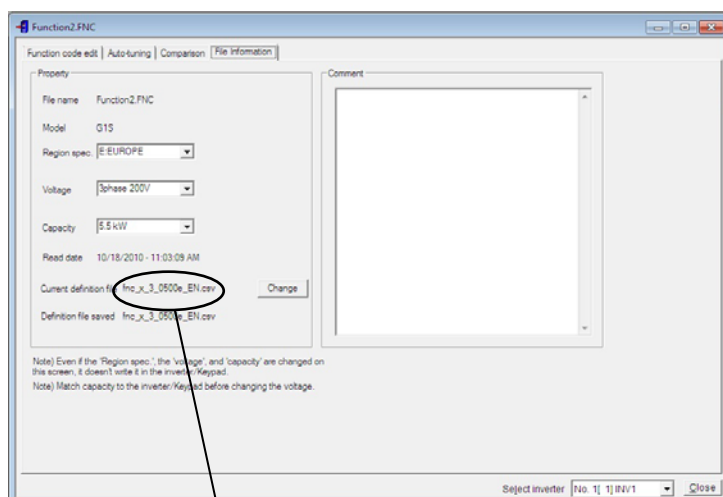 Function2.FNC
Function code edit Auto-tuning Comparison File Information
Property
File name Function2.FNC
Model G1S
Region spec. E:EUROPE
Voltage 3phase 200V
Capacity 5.5 kW
Read date 10/18/2010 - 11:03:09 AM
Current definition file fnc_x_3_0500e_EN.csv Change
Definition file saved fnc_x_3_0500e_EN.csv
Comment
Note) Even if the 'Region spec.', the 'voltage', and 'capacity' are changed on
this screen, it doesn't write it in the inverter/Keypad.
Note) Match capacity to the inverter/Keypad before changing the voltage.
Select inverter No. 1[ 1] INV1 Close